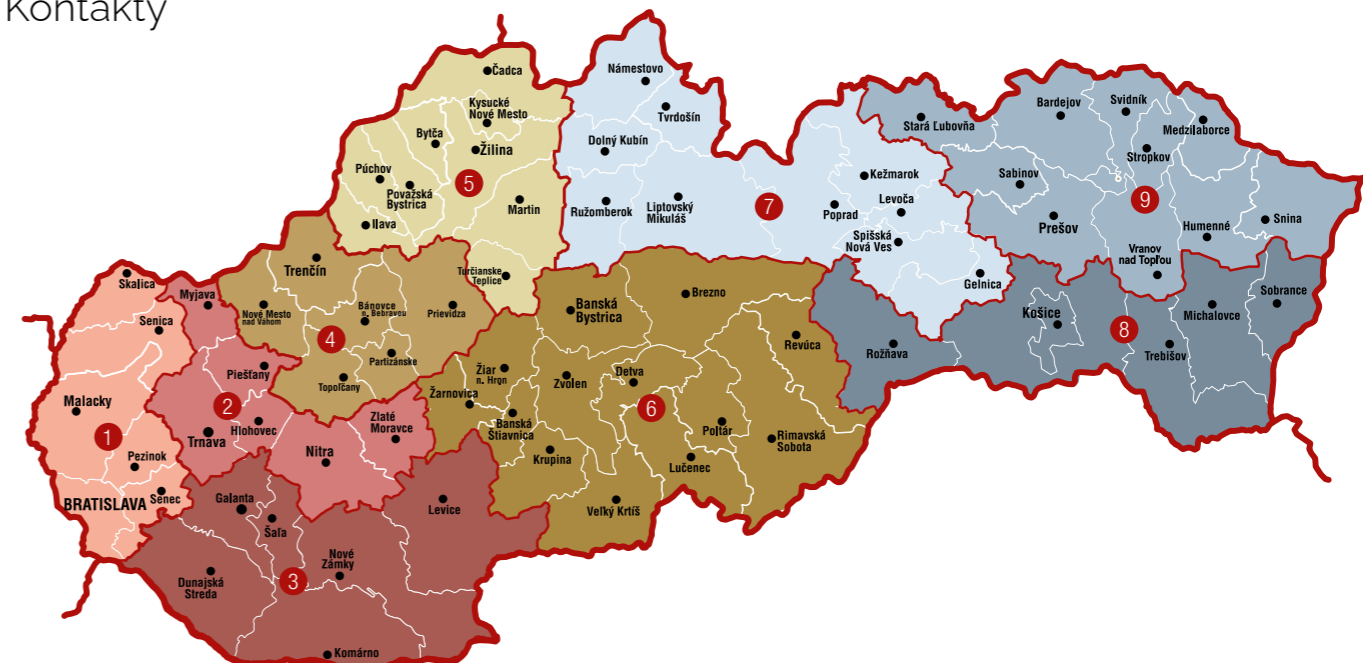 Kontakty
Čadca
Námestovo
Kysucké
Nové Mesto
Tvrdošín
Bytča
Žilina
Dolný Kubín
Púchov
Považská
Bystrica
5
Ilava
Martin
Ružomberok
Liptovský
Mikuláš
7
Poprad
Kežmarok
Levoča
Spišská
Nová Ves
Gelnica
Turčianske
Teplice
Stará Ľubovňa
Bardejov
Svidník
Medzilaborce
Stropkov
Sabinov
9
Prešov
Humenné
Snina
Vranov
nad Topľou
Skalica
Senica
Myjava
Trenčín
Nové Mesto
nad Váhom
Bánovce
n. Bebravou
Prievidza
4
Partizánske
Topoľčany
Piešťany
2
Trnava
Hlohovec
Nitra
Zlaté
Moravce
Malacky
1
Pezinok
Senec
BRATISLAVA
Galanta
Šaľa
Levice
Nové
Zámky
3
Dunajská
Streda
Komárno
Banská
Bystrica
Brezno
Revúca
Žiar
n. Hron
Zvolen
Detva
Žarnovica
Banská
Štiavnica
6
Poltár
Rimavská
Sobota
Krupina
Lučenec
Veľký Krtíš
Rožňava
Košice
8
Trebišov
Michalovce
Sobrance